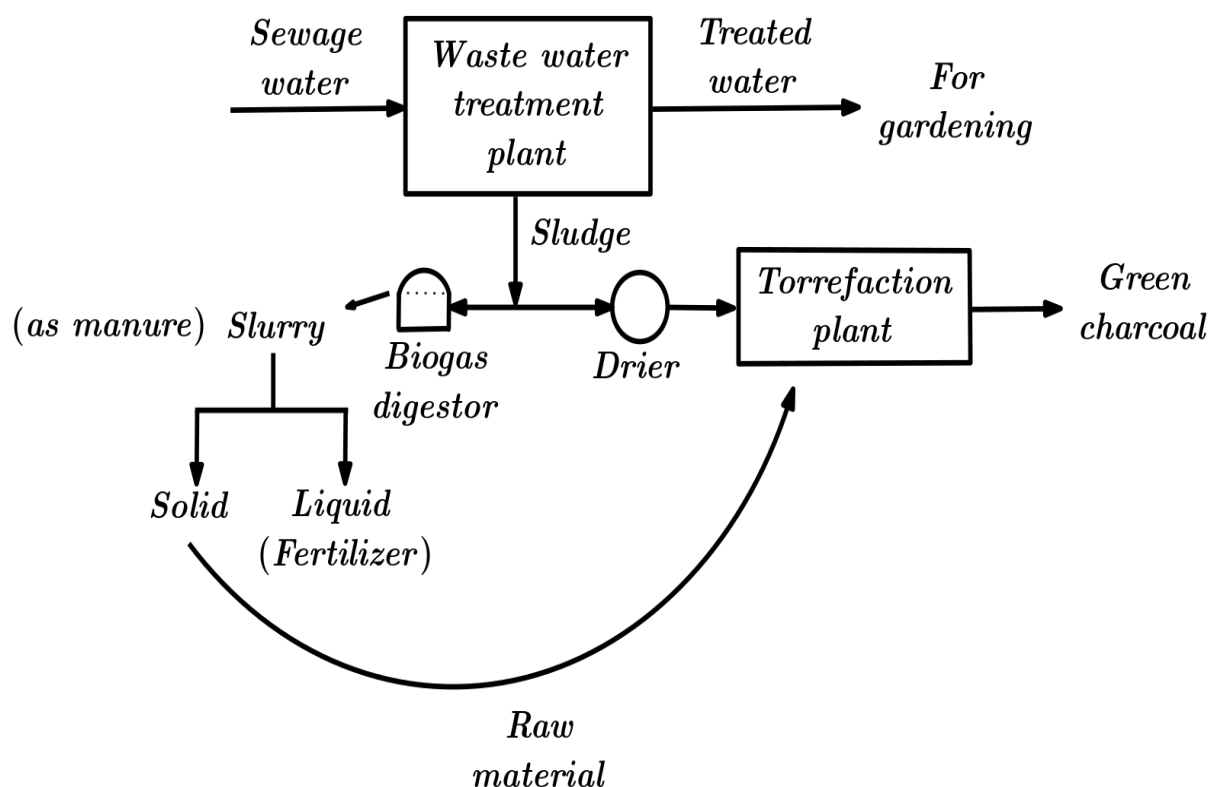 Sewage
water
Waste water
treatment
plant
Treated
water
For
gardening
Sludge
(as manure) Slurry
Biogas
digestor
Drier
Torrefaction
plant
Green
charcoal
Solid
Liquid
(Fertilizer)
Raw
material